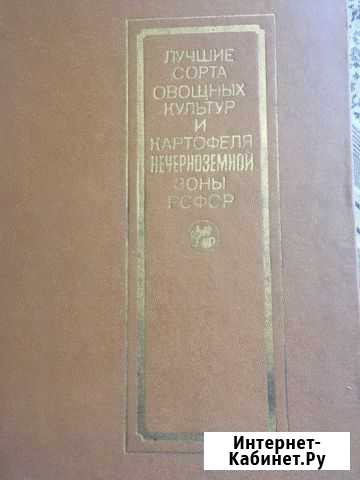 ЛУЧШИЕ
СОРТА
ОВОЩНЫХ
КУЛЬТУР
И
КАРТОФЕЛЯ
НЕЧЕРНОЗЕМНОЙ
ЗОНЫ
РСФСР
Интернет-
Кабинет.Ру